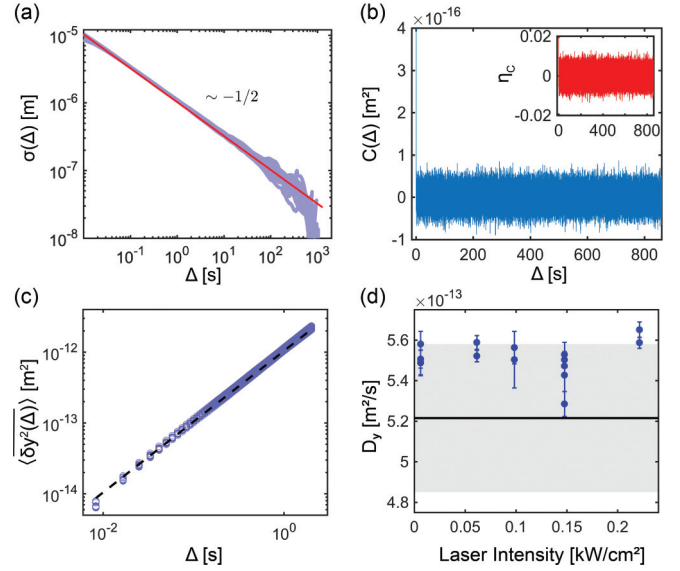 (a)
10⁻⁵
10⁻⁶
10⁻⁷
10⁻⁸
σ(Δ) [m]
∼ −1/2
10⁻¹ 10⁰ 10¹ 10² 10³
Δ [s]
(b)
×10⁻¹⁶
4
3
2
1
0
-1
C(Δ) [m²]
0.02
0
-0.02
η_C
0 400 800
0 200 400 600 800
Δ [s]
(c)
10⁻¹²
10⁻¹³
10⁻¹⁴
⟨δy²(Δ)⟩ [m²]
10⁻² 10⁰
Δ [s]
(d)
×10⁻¹³
5.6
5.4
5.2
5
4.8
D_y [m²/s]
0 0.05 0.1 0.15 0.2
Laser Intensity [kW/cm²]